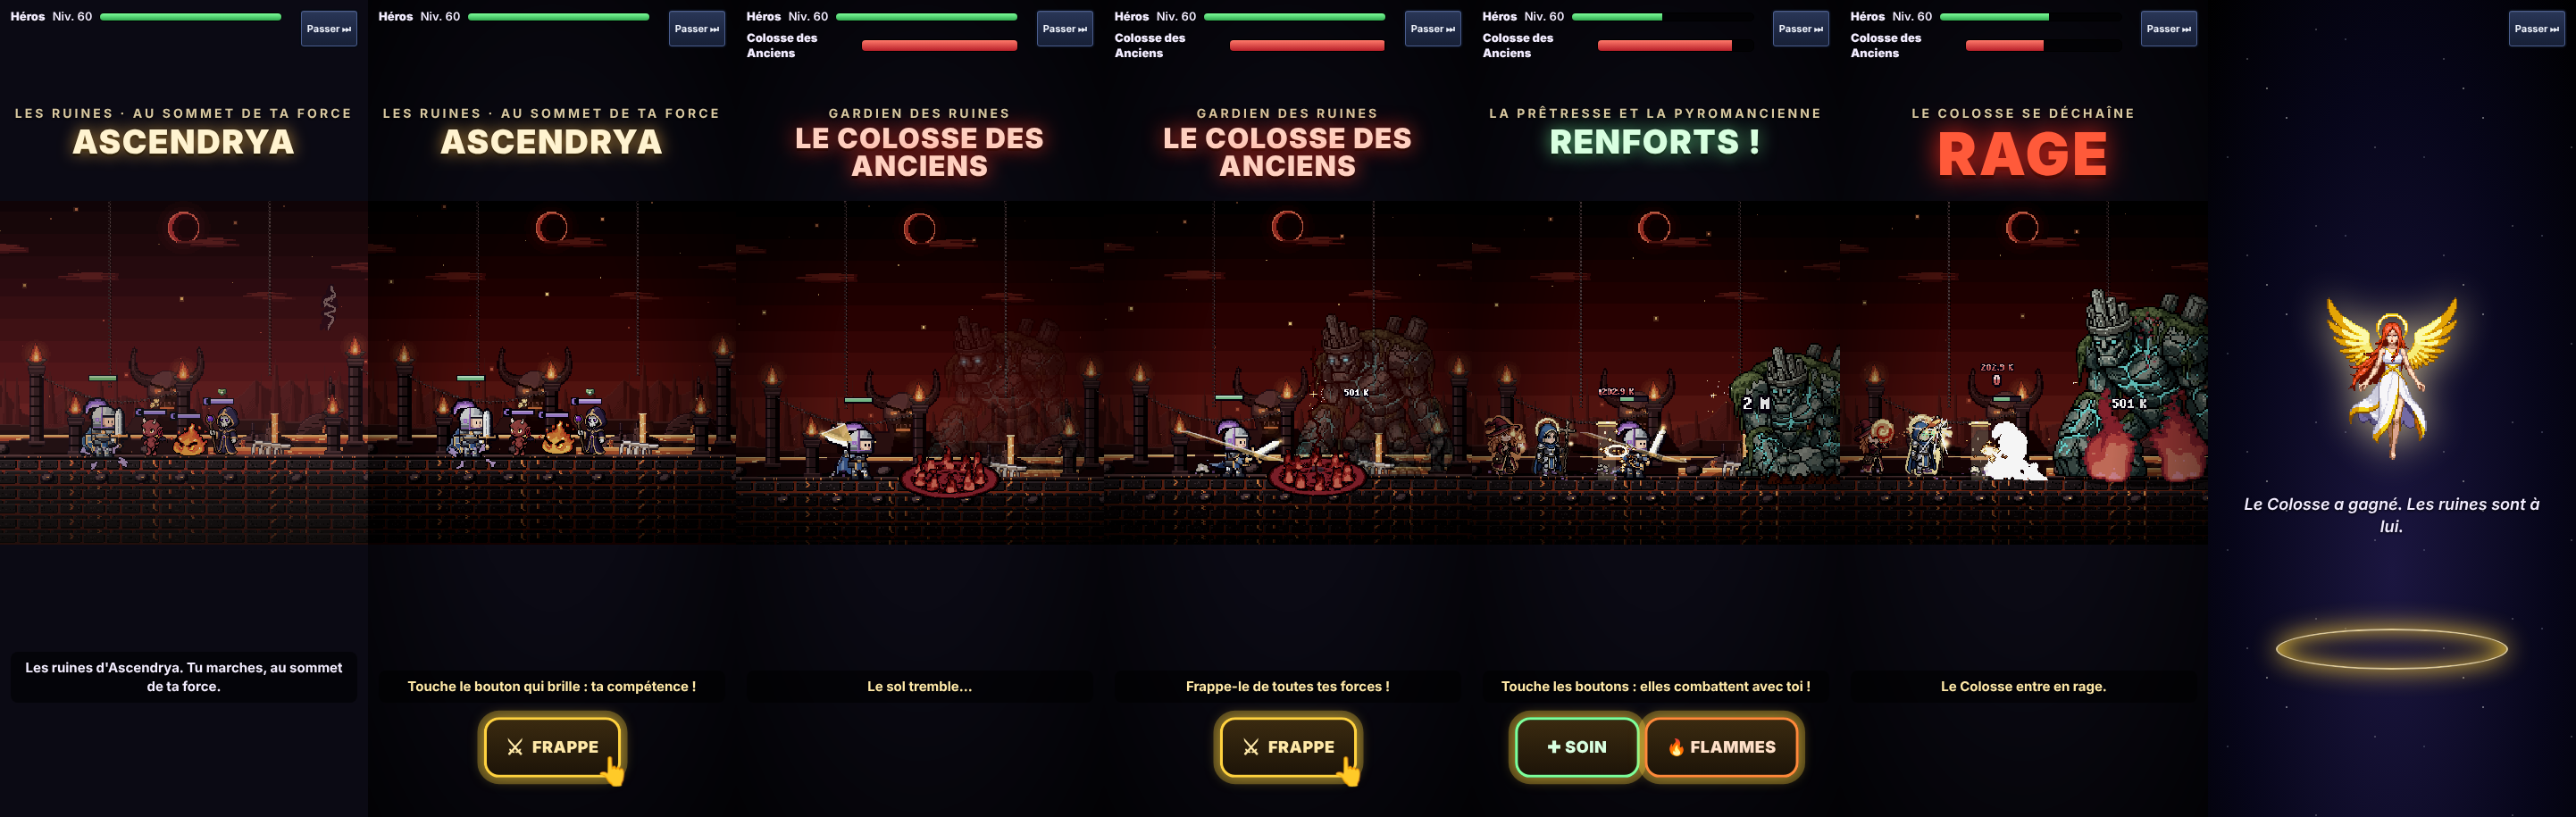 Héros Niv. 60
Passer ⏭
LES RUINES · AU SOMMET DE TA FORCE
ASCENDRYA
Les ruines d'Ascendrya. Tu marches, au sommet
de ta force.
Héros Niv. 60
Passer ⏭
LES RUINES · AU SOMMET DE TA FORCE
ASCENDRYA
Touche le bouton qui brille : ta compétence !
⚔ FRAPPE
Héros Niv. 60
Colosse des
Anciens
Passer ⏭
GARDIEN DES RUINES
LE COLOSSE DES
ANCIENS
Le sol tremble...
Héros Niv. 60
Colosse des
Anciens
Passer ⏭
GARDIEN DES RUINES
LE COLOSSE DES
ANCIENS
501 K
Frappe-le de toutes tes forces !
⚔ FRAPPE
Héros Niv. 60
Colosse des
Anciens
Passer ⏭
LA PRÊTRESSE ET LA PYROMANCIENNE
RENFORTS !
202.9 K
2 M
Touche les boutons : elles combattent avec toi !
✚ SOIN
🔥 FLAMMES
Héros Niv. 60
Colosse des
Anciens
Passer ⏭
LE COLOSSE SE DÉCHAÎNE
RAGE
202.9 K
0
501 K
Le Colosse entre en rage.
Passer ⏭
Le Colosse a gagné. Les ruines sont à
lui.